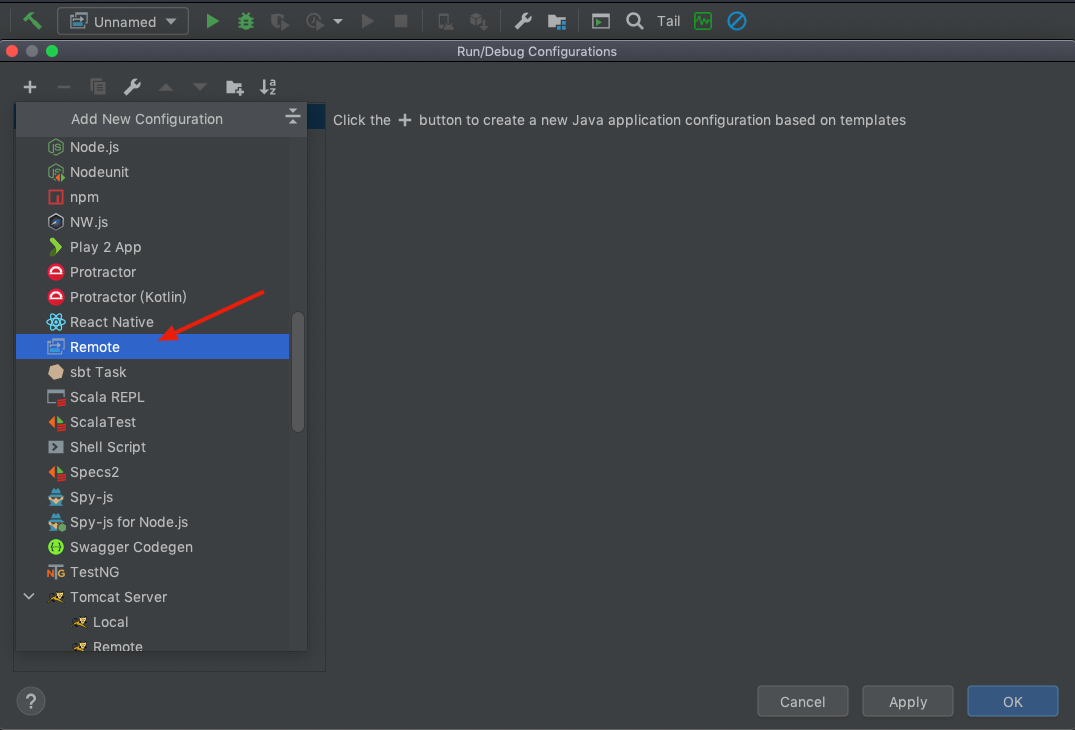 Unnamed
Tail
Run/Debug Configurations
Add New Configuration
Click the + button to create a new Java application configuration based on templates
Node.js
Nodeunit
npm
NW.js
Play 2 App
Protractor
Protractor (Kotlin)
React Native
Remote
sbt Task
Scala REPL
ScalaTest
Shell Script
Specs2
Spy-js
Spy-js for Node.js
Swagger Codegen
TestNG
Tomcat Server
Local
Remote
?
Cancel
Apply
OK